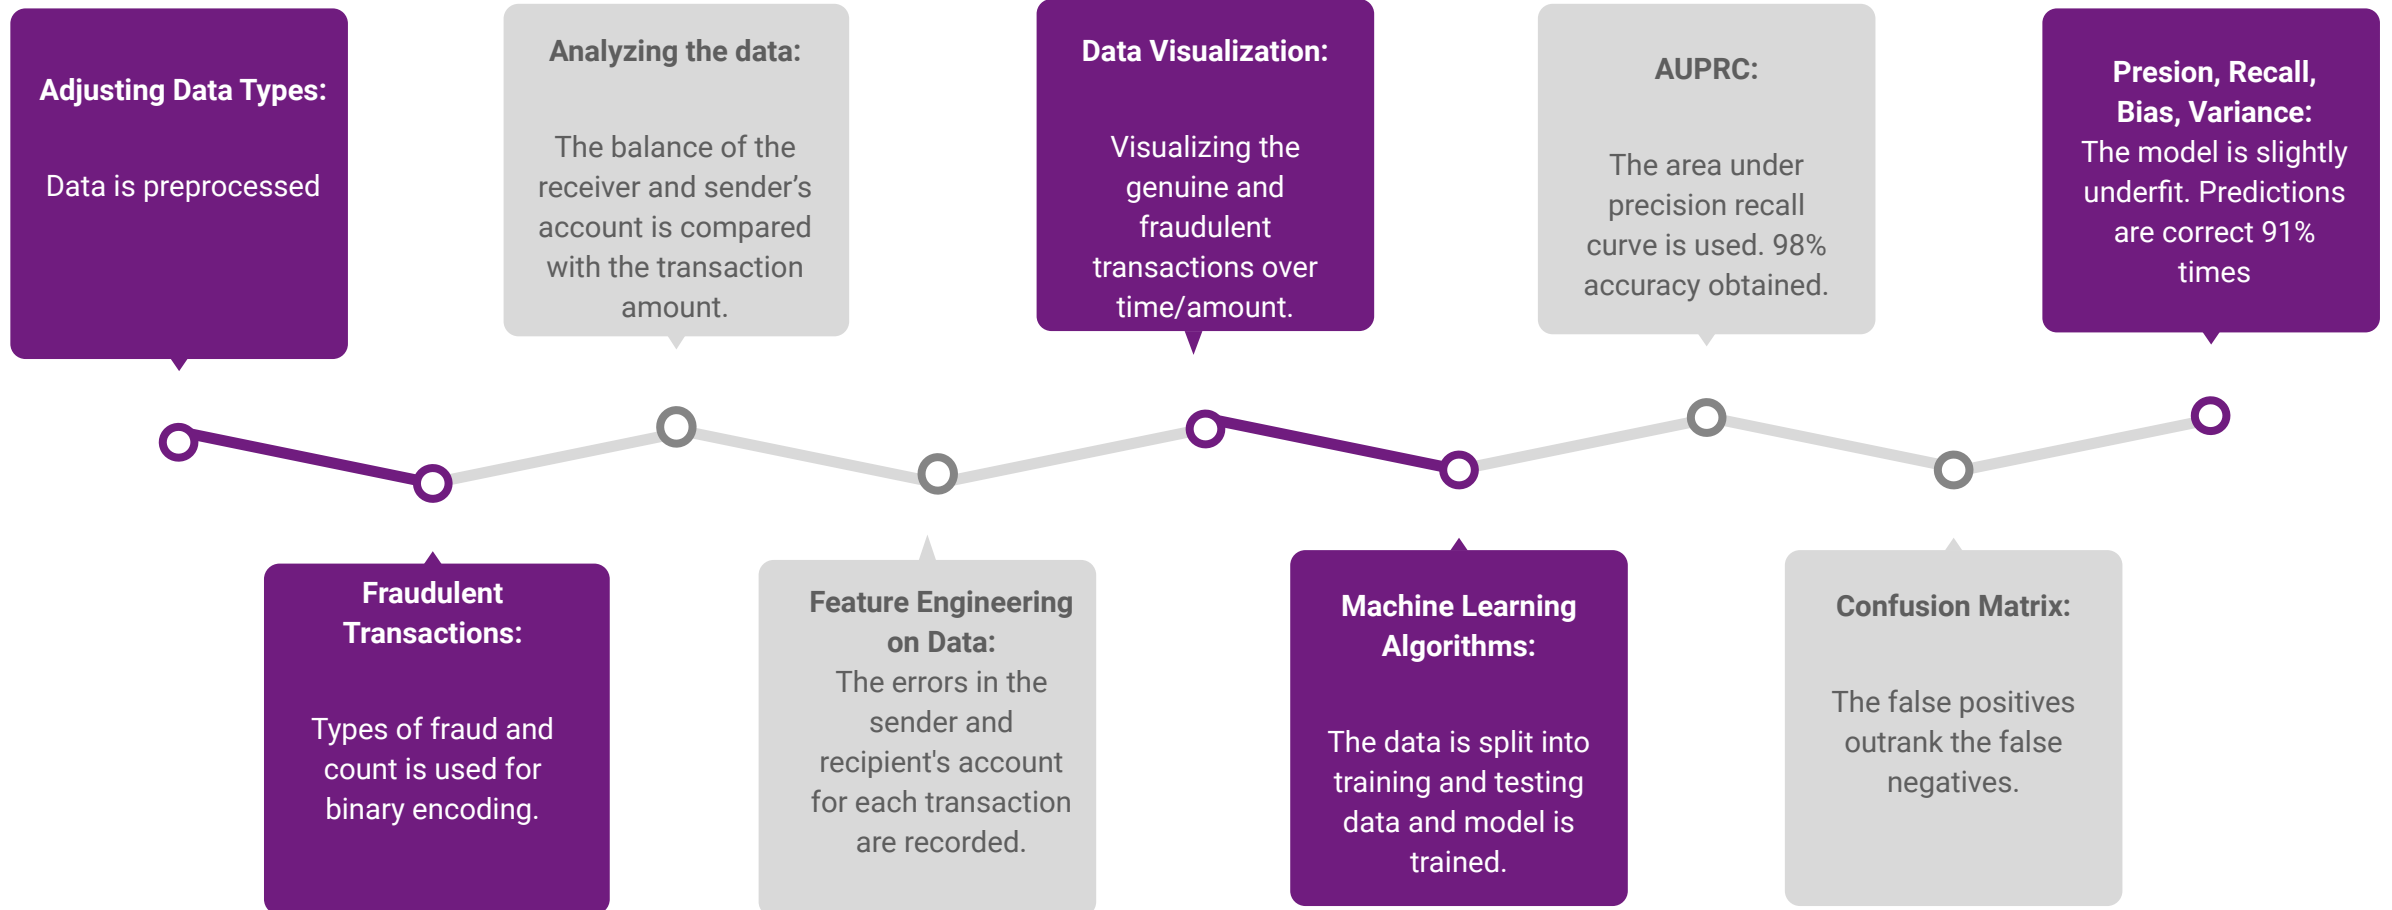 Adjusting Data Types:
Data is preprocessed
Fraudulent
Transactions:
Types of fraud and
count is used for
binary encoding.
Analyzing the data:
The balance of the
receiver and sender’s
account is compared
with the transaction
amount.
Feature Engineering
on Data:
The errors in the
sender and
recipient's account
for each transaction
are recorded.
Data Visualization:
Visualizing the
genuine and
fraudulent
transactions over
time/amount.
Machine Learning
Algorithms:
The data is split into
training and testing
data and model is
trained.
AUPRC:
The area under
precision recall
curve is used. 98%
accuracy obtained.
Confusion Matrix:
The false positives
outrank the false
negatives.
Presion, Recall,
Bias, Variance:
The model is slightly
underfit. Predictions
are correct 91%
times